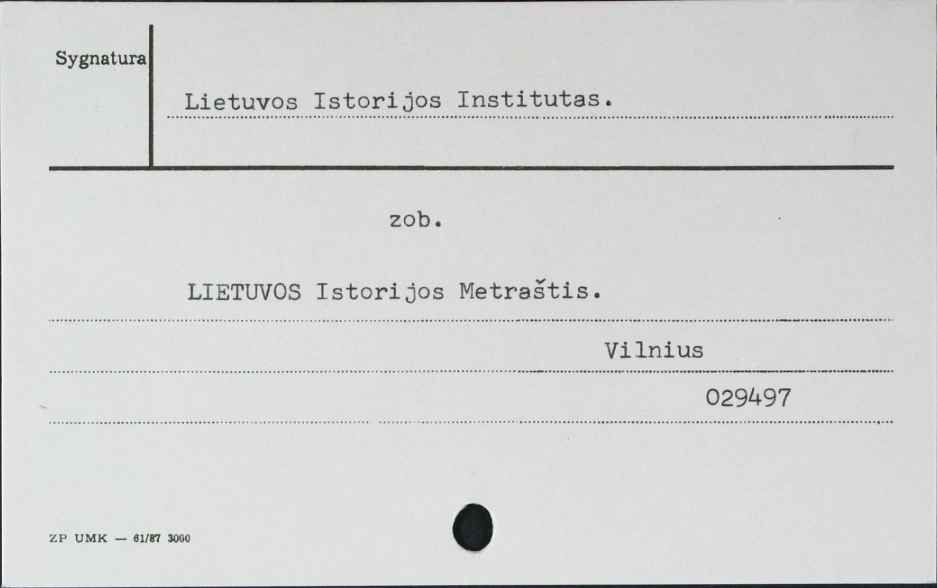 Sygnatura
Lietuvos Istorijos Institutas.
zob.
LIETUVOS Istorijos Metraštis.
Vilnius
029497
ZP UMK — 61/87 3000